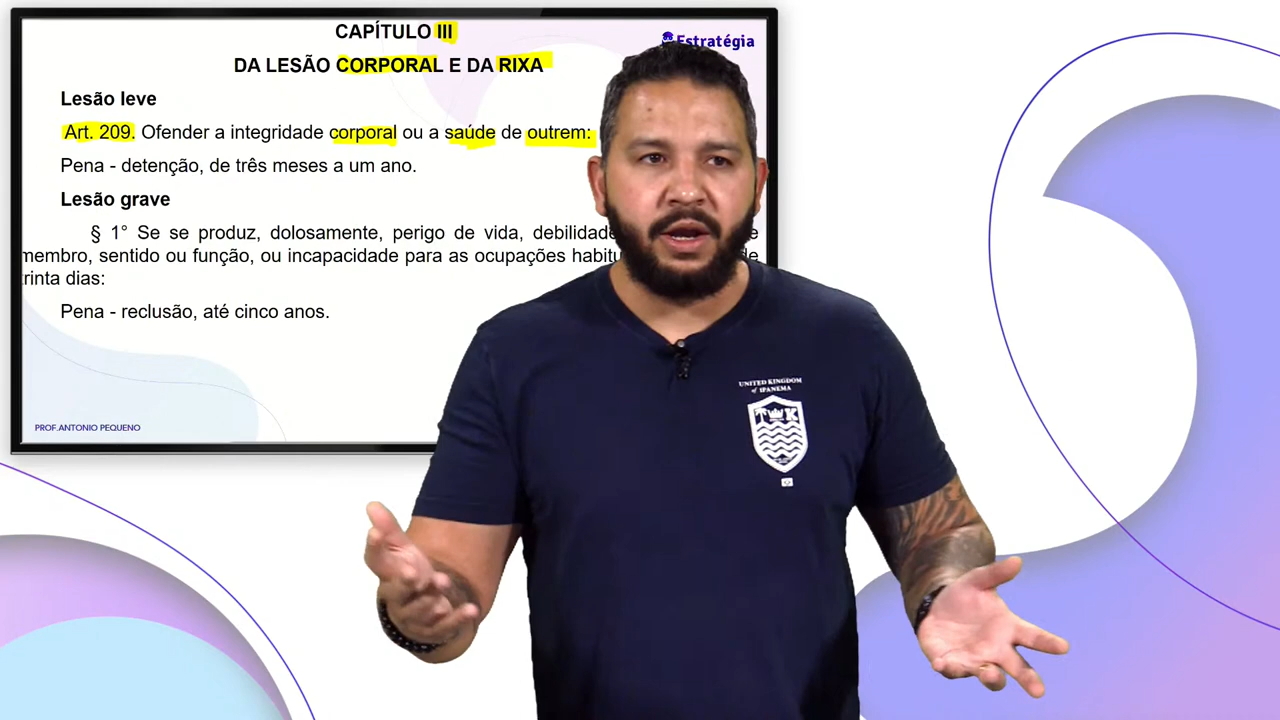 CAPÍTULO III
Estratégia
DA LESÃO CORPORAL E DA RIXA
Lesão leve
Art. 209. Ofender a integridade corporal ou a saúde de outrem:
Pena - detenção, de três meses a um ano.
Lesão grave
§ 1° Se se produz, dolosamente, perigo de vida,
membro, sentido ou função, ou incapacidade para as ocupações
trinta dias:
Pena - reclusão, até cinco anos.
PROF.ANTONIO PEQUENO
UNITED KINGDOM
of IPANEMA
K